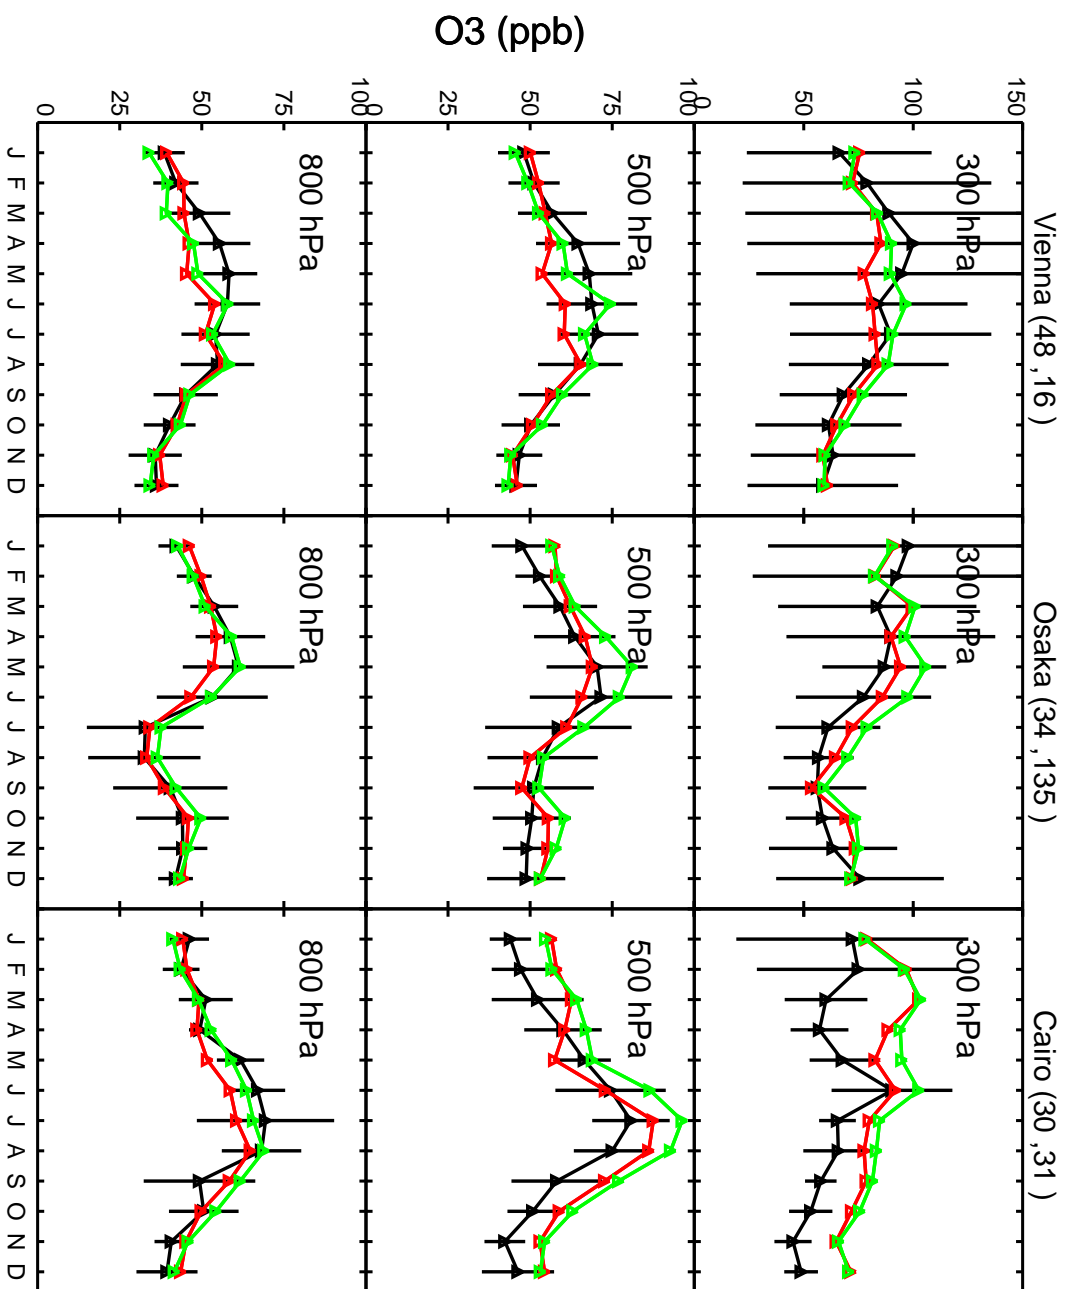 O3 (ppb)
Vienna (48 ,16 )
Osaka (34 ,135 )
Cairo (30 ,31 )
150
100
50
0
300 hPa
300 hPa
300 hPa
100
75
50
25
0
500 hPa
500 hPa
500 hPa
100
75
50
25
0
800 hPa
800 hPa
800 hPa
J F M A M J J A S O N D
J F M A M J J A S O N D
J F M A M J J A S O N D